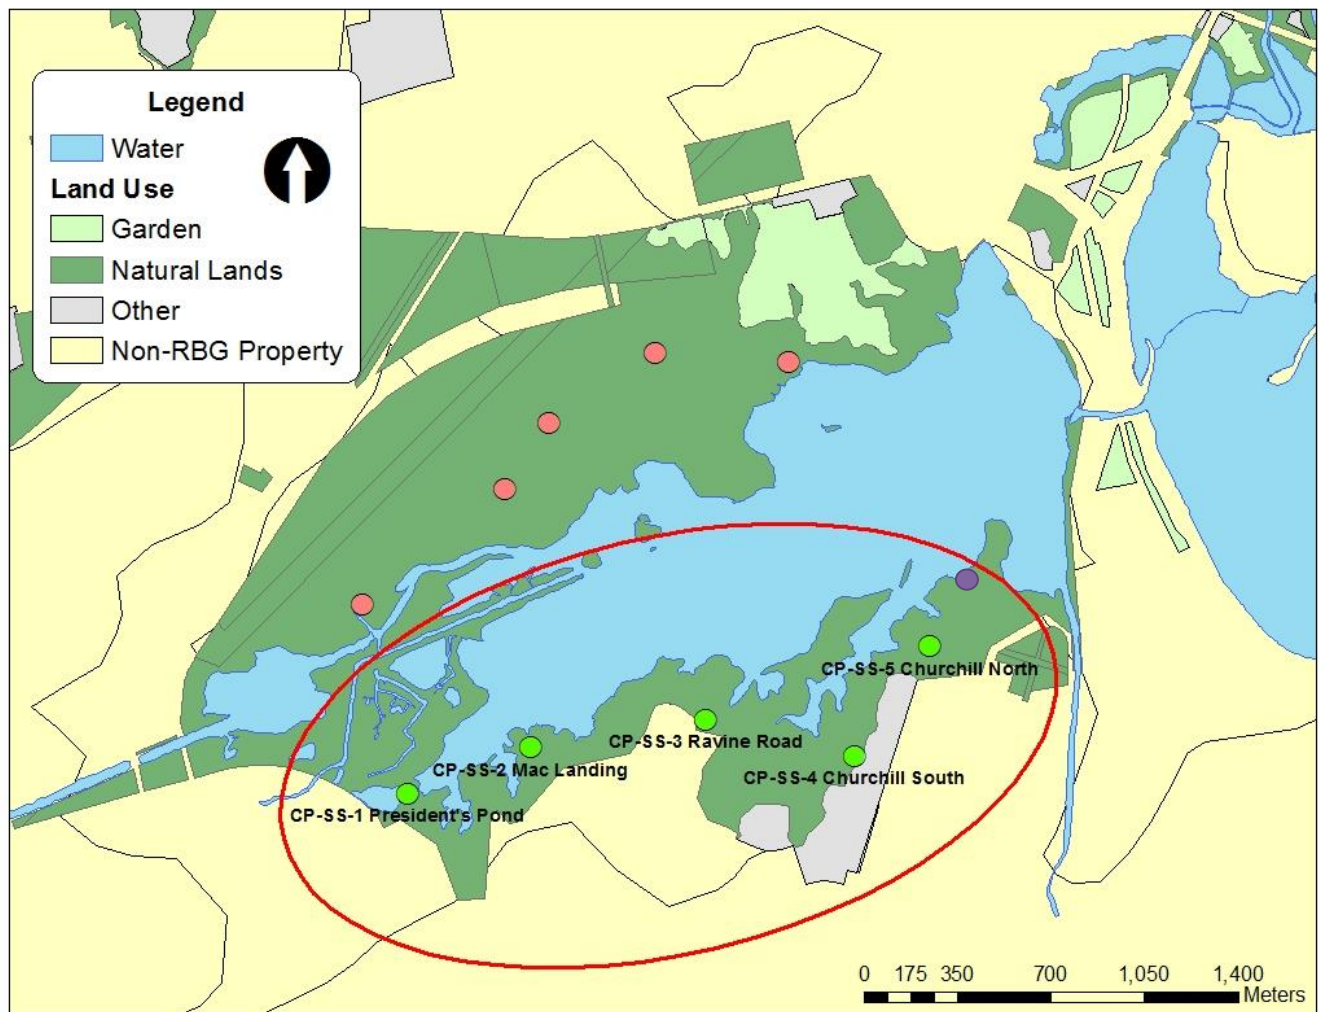 Legend
Water
Land Use
Garden
Natural Lands
Other
Non-RBG Property
CP-SS-5 Churchill North
CP-SS-3 Ravine Road
CP-SS-2 Mac Landing
CP-SS-4 Churchill South
CP-SS-1 President's Pond
0 175 350 700 1,050 1,400
Meters